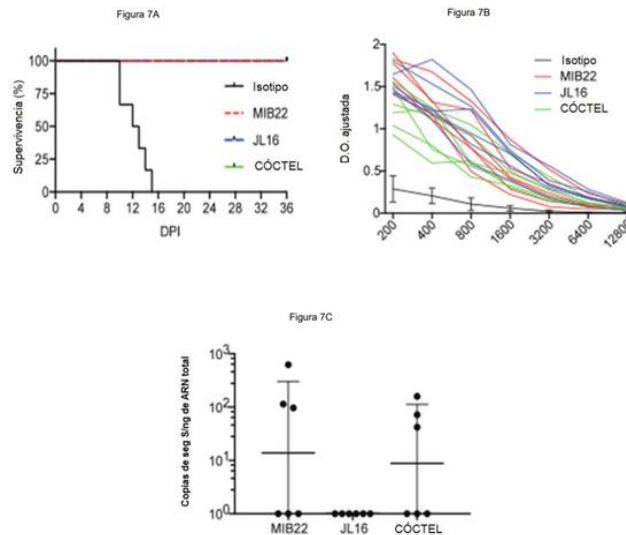 Figura 7A
Supervivencia (%)
100
75
50
25
0
0 4 8 12 16 20 24 28 32 36
DPI
Isotipo
MIB22
JL16
CÓCTEL
Figura 7B
D.O. ajustada
2
1.5
1
0.5
0
200 400 800 1600 3200 6400 12800
Isotipo
MIB22
JL16
CÓCTEL
Figura 7C
Copias de seg S/ng de ARN total
10³
10²
10¹
10⁰
MIB22 JL16 CÓCTEL